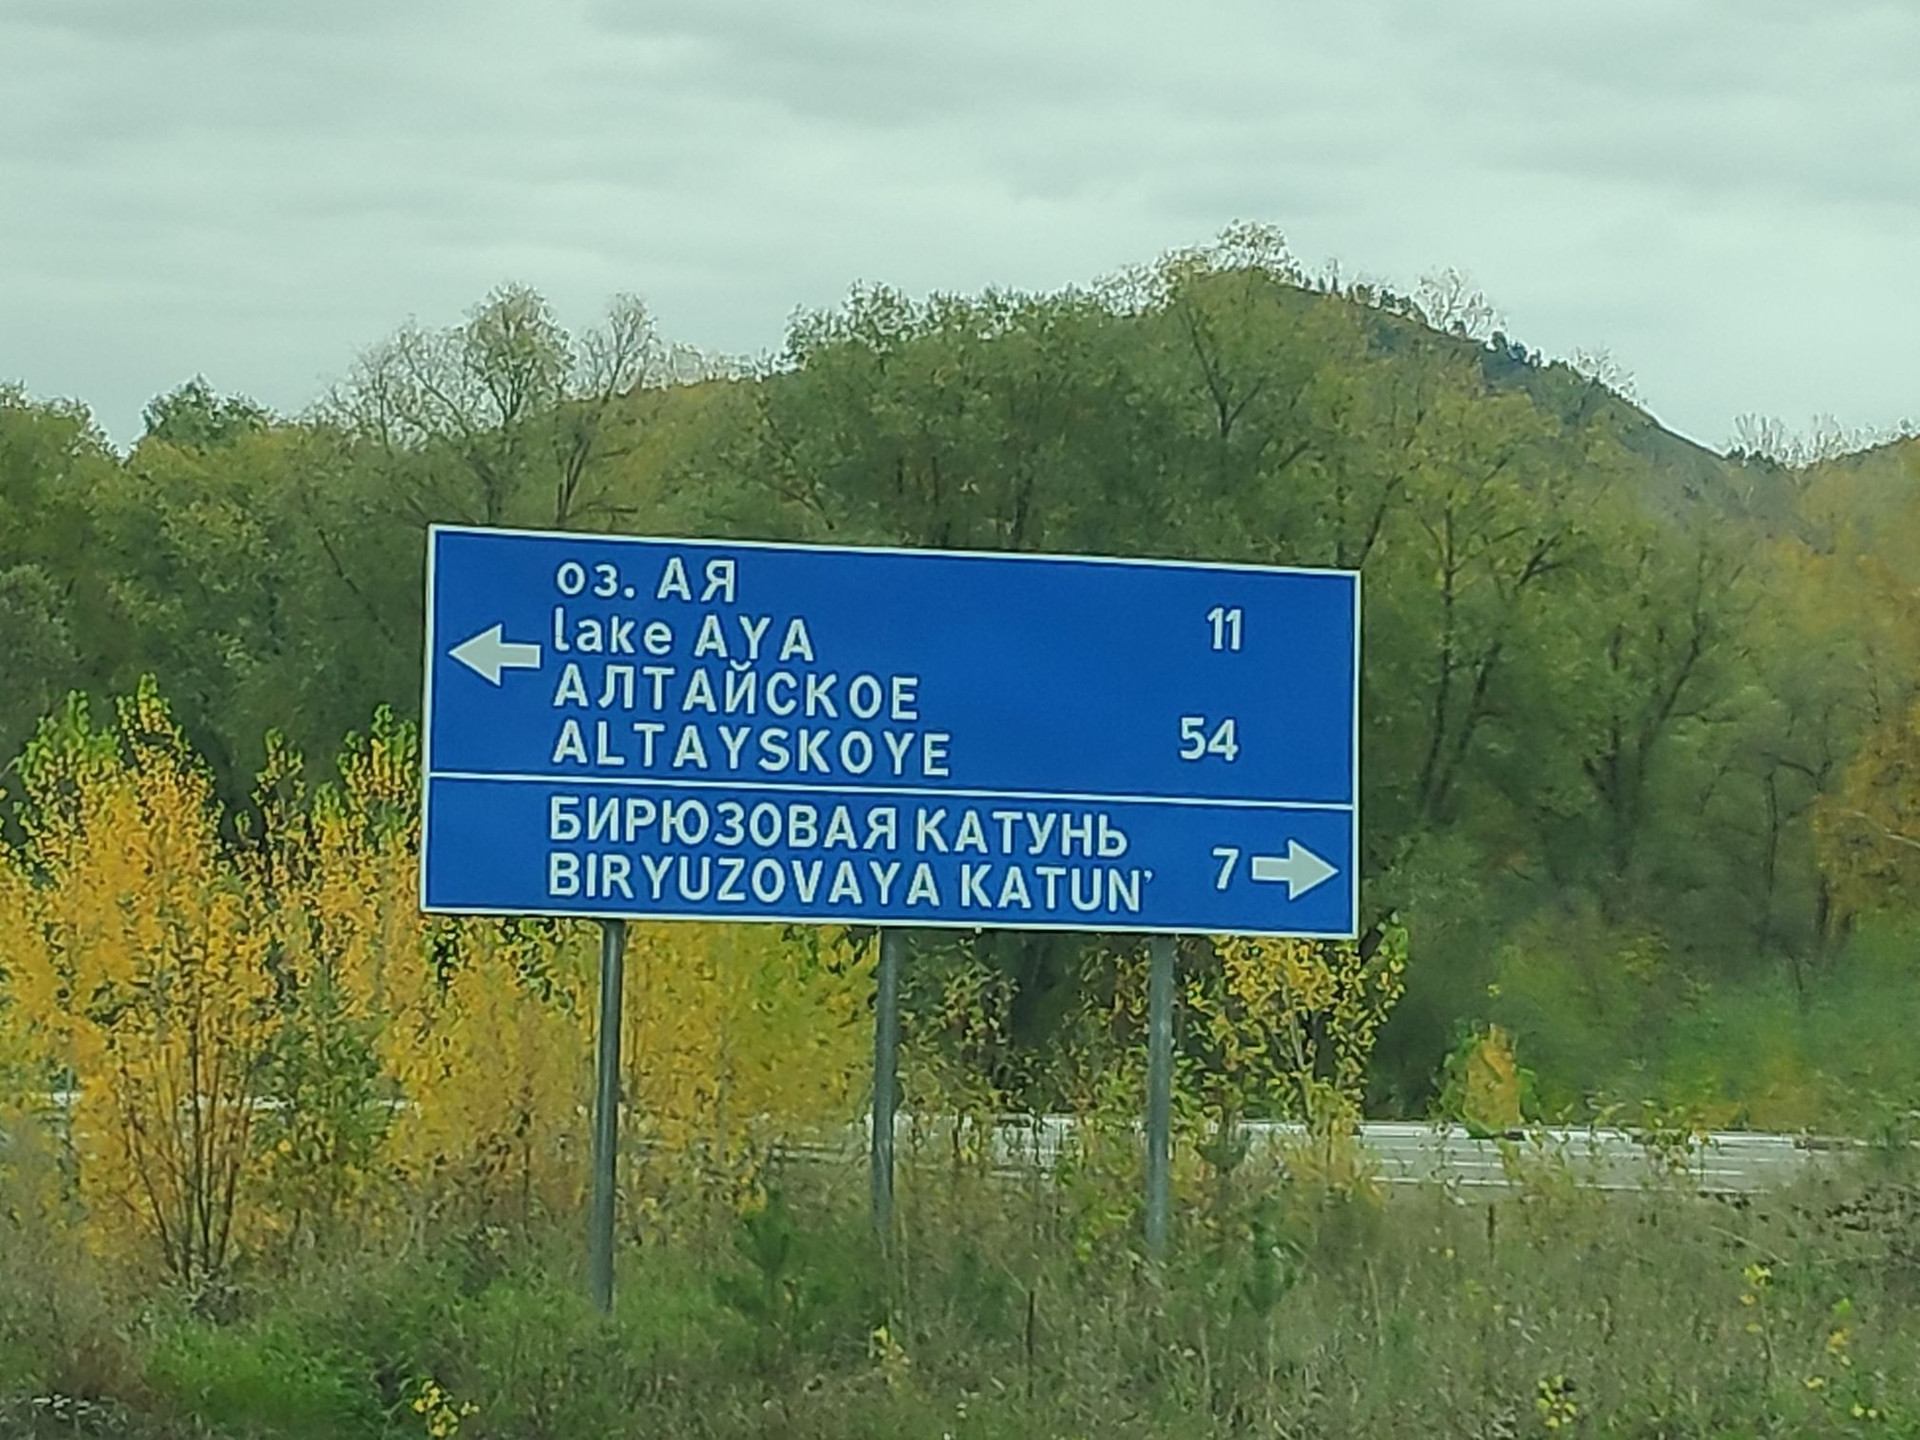 оз. АЯ
lake AYA 11
АЛТАЙСКОЕ
ALTAYSKOYE 54
БИРЮЗОВАЯ КАТУНЬ
BIRYUZOVAYA KATUN' 7